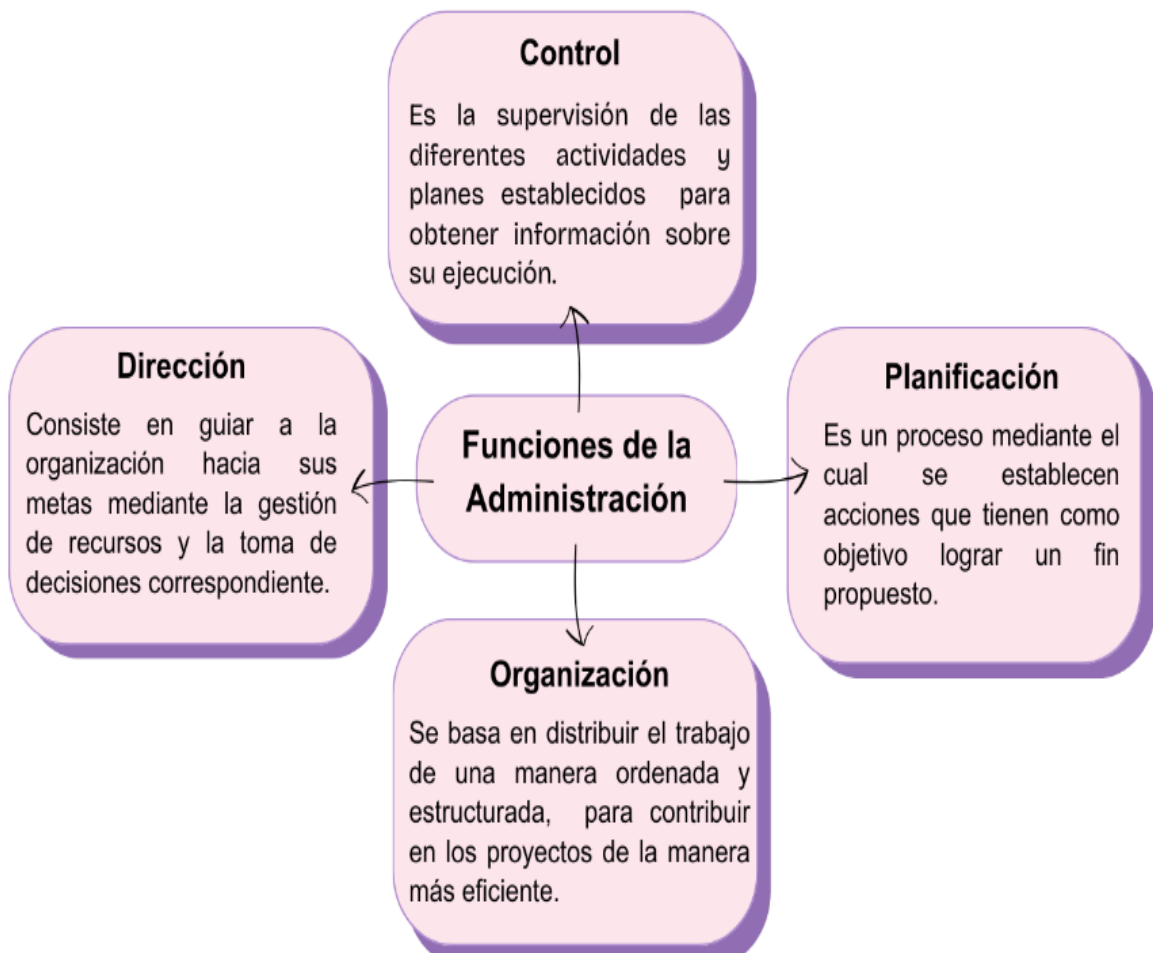 Control
Es la supervisión de las
diferentes actividades y
planes establecidos para
obtener información sobre
su ejecución.
Dirección
Consiste en guiar a la
organización hacia sus
metas mediante la gestión
de recursos y la toma de
decisiones correspondiente.
Funciones de la
Administración
Planificación
Es un proceso mediante el
cual se establecen
acciones que tienen como
objetivo lograr un fin
propuesto.
Organización
Se basa en distribuir el trabajo
de una manera ordenada y
estructurada, para contribuir
en los proyectos de la manera
más eficiente.